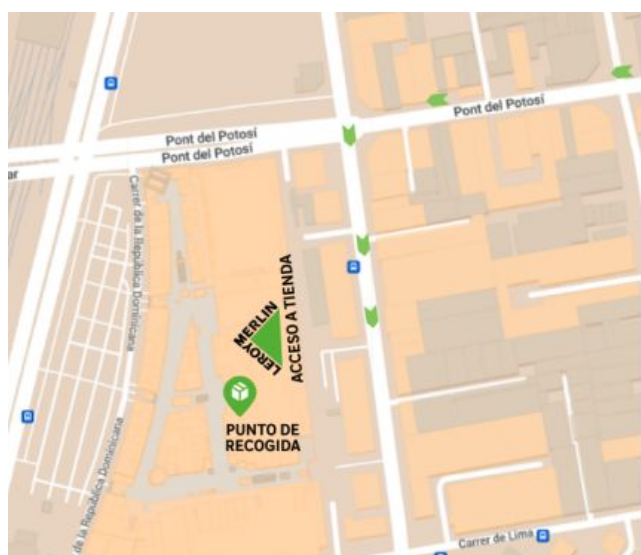 Pont del Potosí
Pont del Potosí
Pont del Potosí
ar
Carrer de la República Dominicana
LEROY MERLIN
ACCESO A TIENDA
PUNTO DE
RECOGIDA
Carrer de la República Dominicana
Carrer de Lima